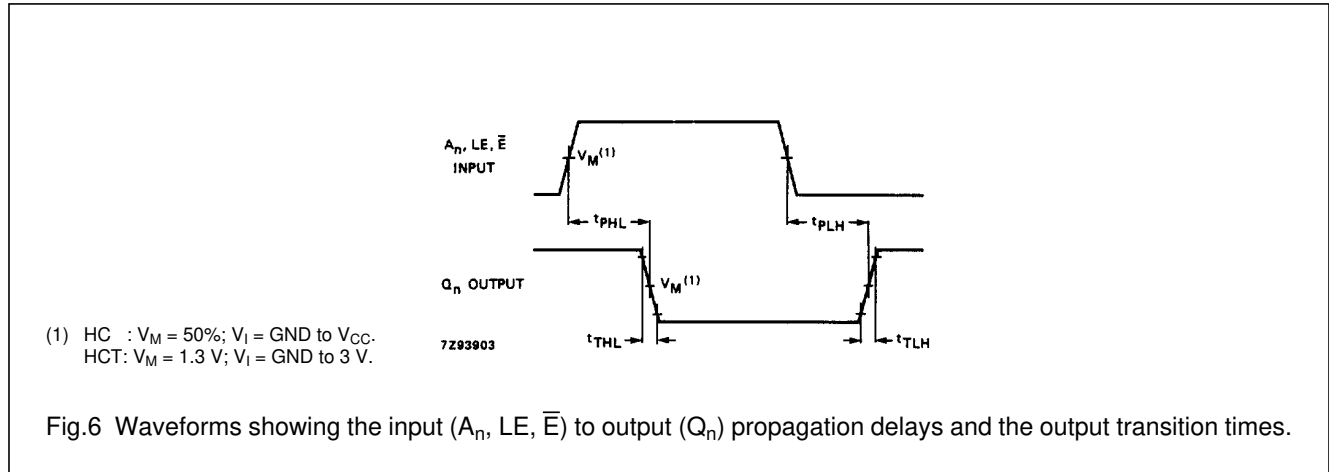 Aₙ, LE, E̅
INPUT
V_M⁽¹⁾
t_PHL
t_PLH
Qₙ OUTPUT
V_M⁽¹⁾
t_THL
t_TLH
7Z93903
(1) HC : V_M = 50%; V_I = GND to V_CC.
HCT: V_M = 1.3 V; V_I = GND to 3 V.
Fig.6 Waveforms showing the input (Aₙ, LE, E̅) to output (Qₙ) propagation delays and the output transition times.